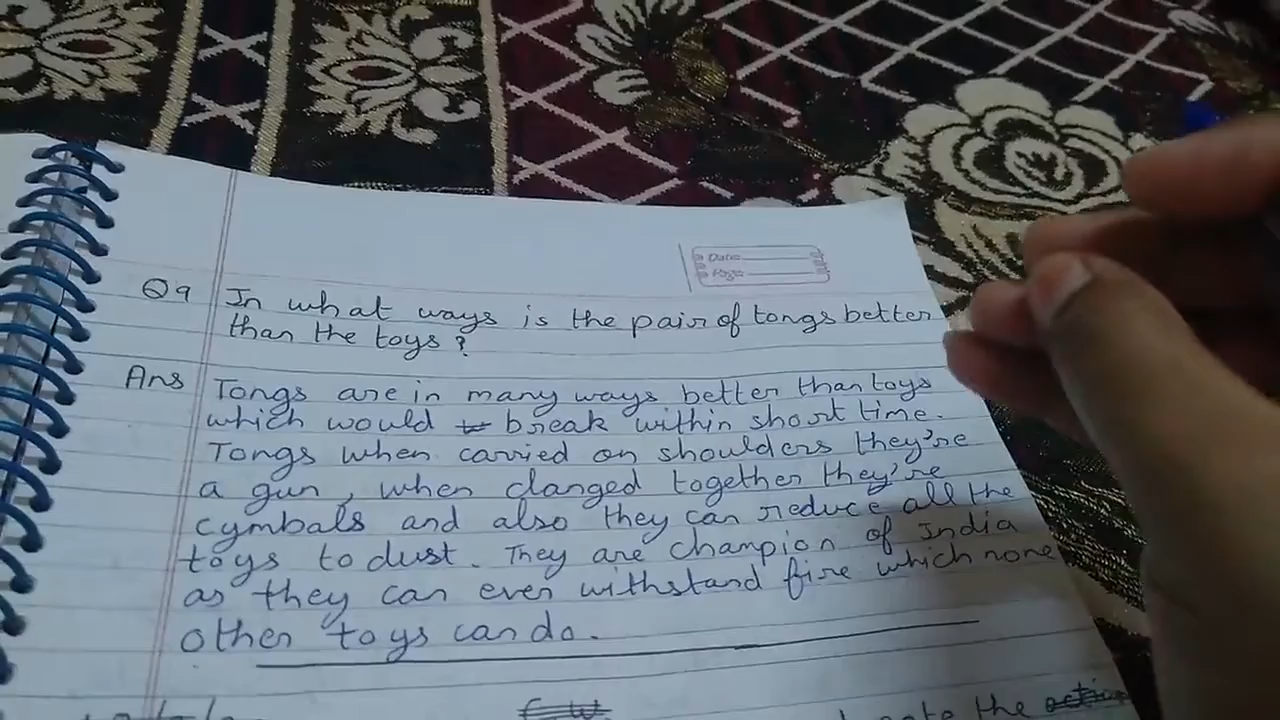 Date
Page
Q9 In what ways is the pair of tongs better
than the toys?
Ans Tongs are in many ways better than toys
which would break within short time.
Tongs when carried on shoulders they're
a gun, when clanged together they're
cymbals and also they can reduce all the
toys to dust. They are champion of India
as they can even withstand fire which none
other toys can do.
the